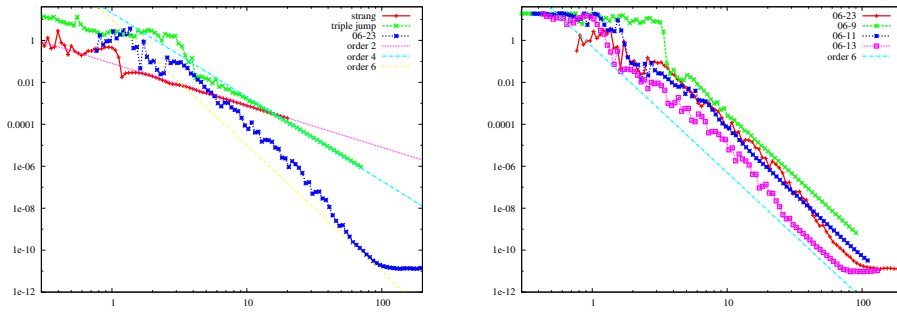 strang
triple jump
06-23
order 2
order 4
order 6
1
0.01
0.0001
1e-06
1e-08
1e-10
1e-12
1
10
100
06-23
06-9
06-11
06-13
order 6
1
0.01
0.0001
1e-06
1e-08
1e-10
1e-12
1
10
100